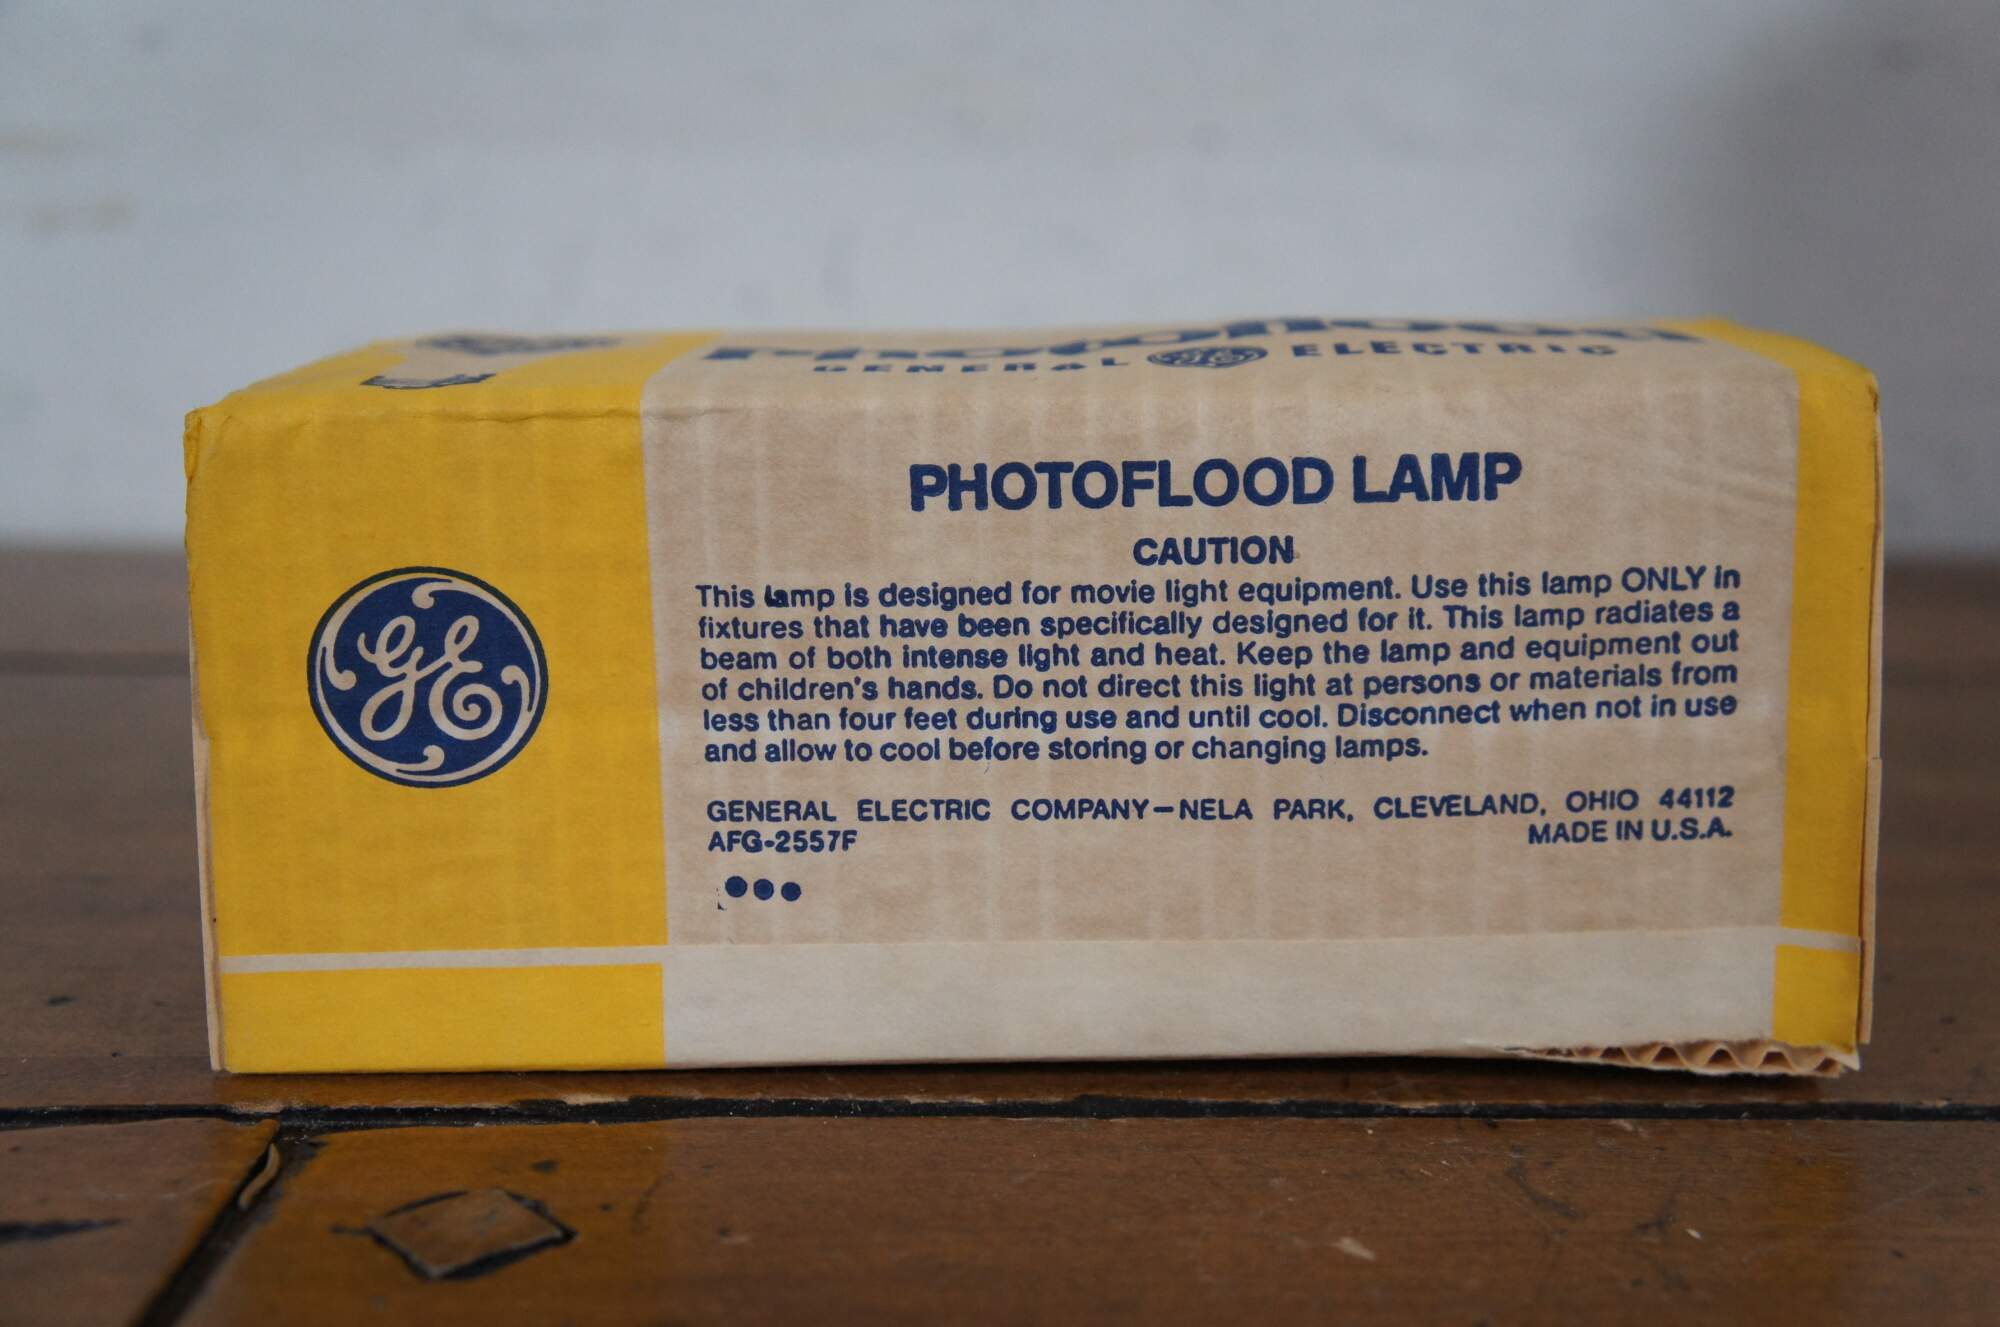 Photoflood
GENERAL GE ELECTRIC
PHOTOFLOOD LAMP
CAUTION
This lamp is designed for movie light equipment. Use this lamp ONLY in
fixtures that have been specifically designed for it. This lamp radiates a
beam of both intense light and heat. Keep the lamp and equipment out
of children's hands. Do not direct this light at persons or materials from
less than four feet during use and until cool. Disconnect when not in use
and allow to cool before storing or changing lamps.
GE
GENERAL ELECTRIC COMPANY—NELA PARK, CLEVELAND, OHIO 44112
AFG-2557F MADE IN U.S.A.